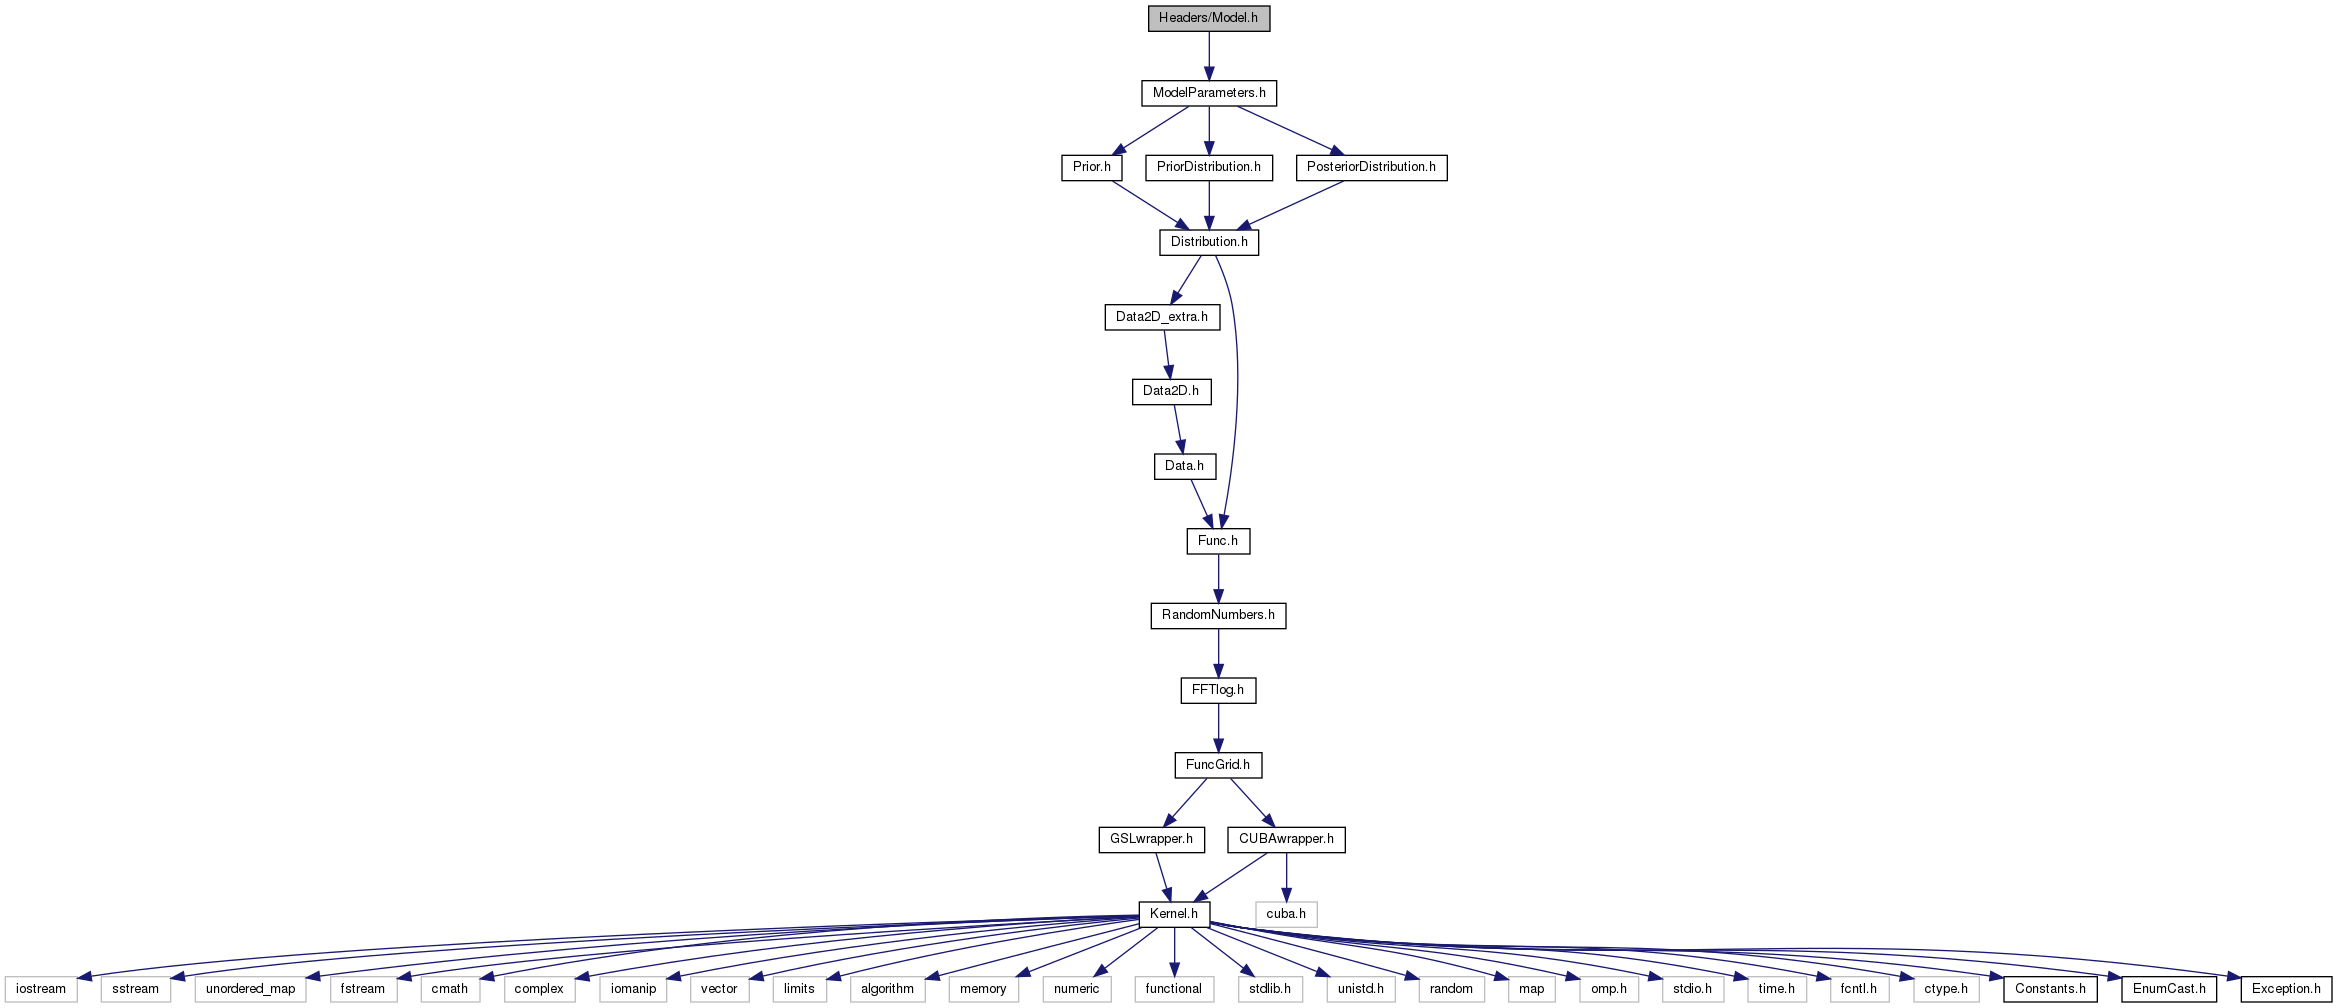 Headers/Model.h
ModelParameters.h
Prior.h
PriorDistribution.h
PosteriorDistribution.h
Distribution.h
Data2D_extra.h
Data2D.h
Data.h
Func.h
RandomNumbers.h
FFTlog.h
FuncGrid.h
GSLwrapper.h
CUBAwrapper.h
Kernel.h
cuba.h
iostream
sstream
unordered_map
fstream
cmath
complex
iomanip
vector
limits
algorithm
memory
numeric
functional
stdlib.h
unistd.h
random
map
omp.h
stdio.h
time.h
fcntl.h
ctype.h
Constants.h
EnumCast.h
Exception.h